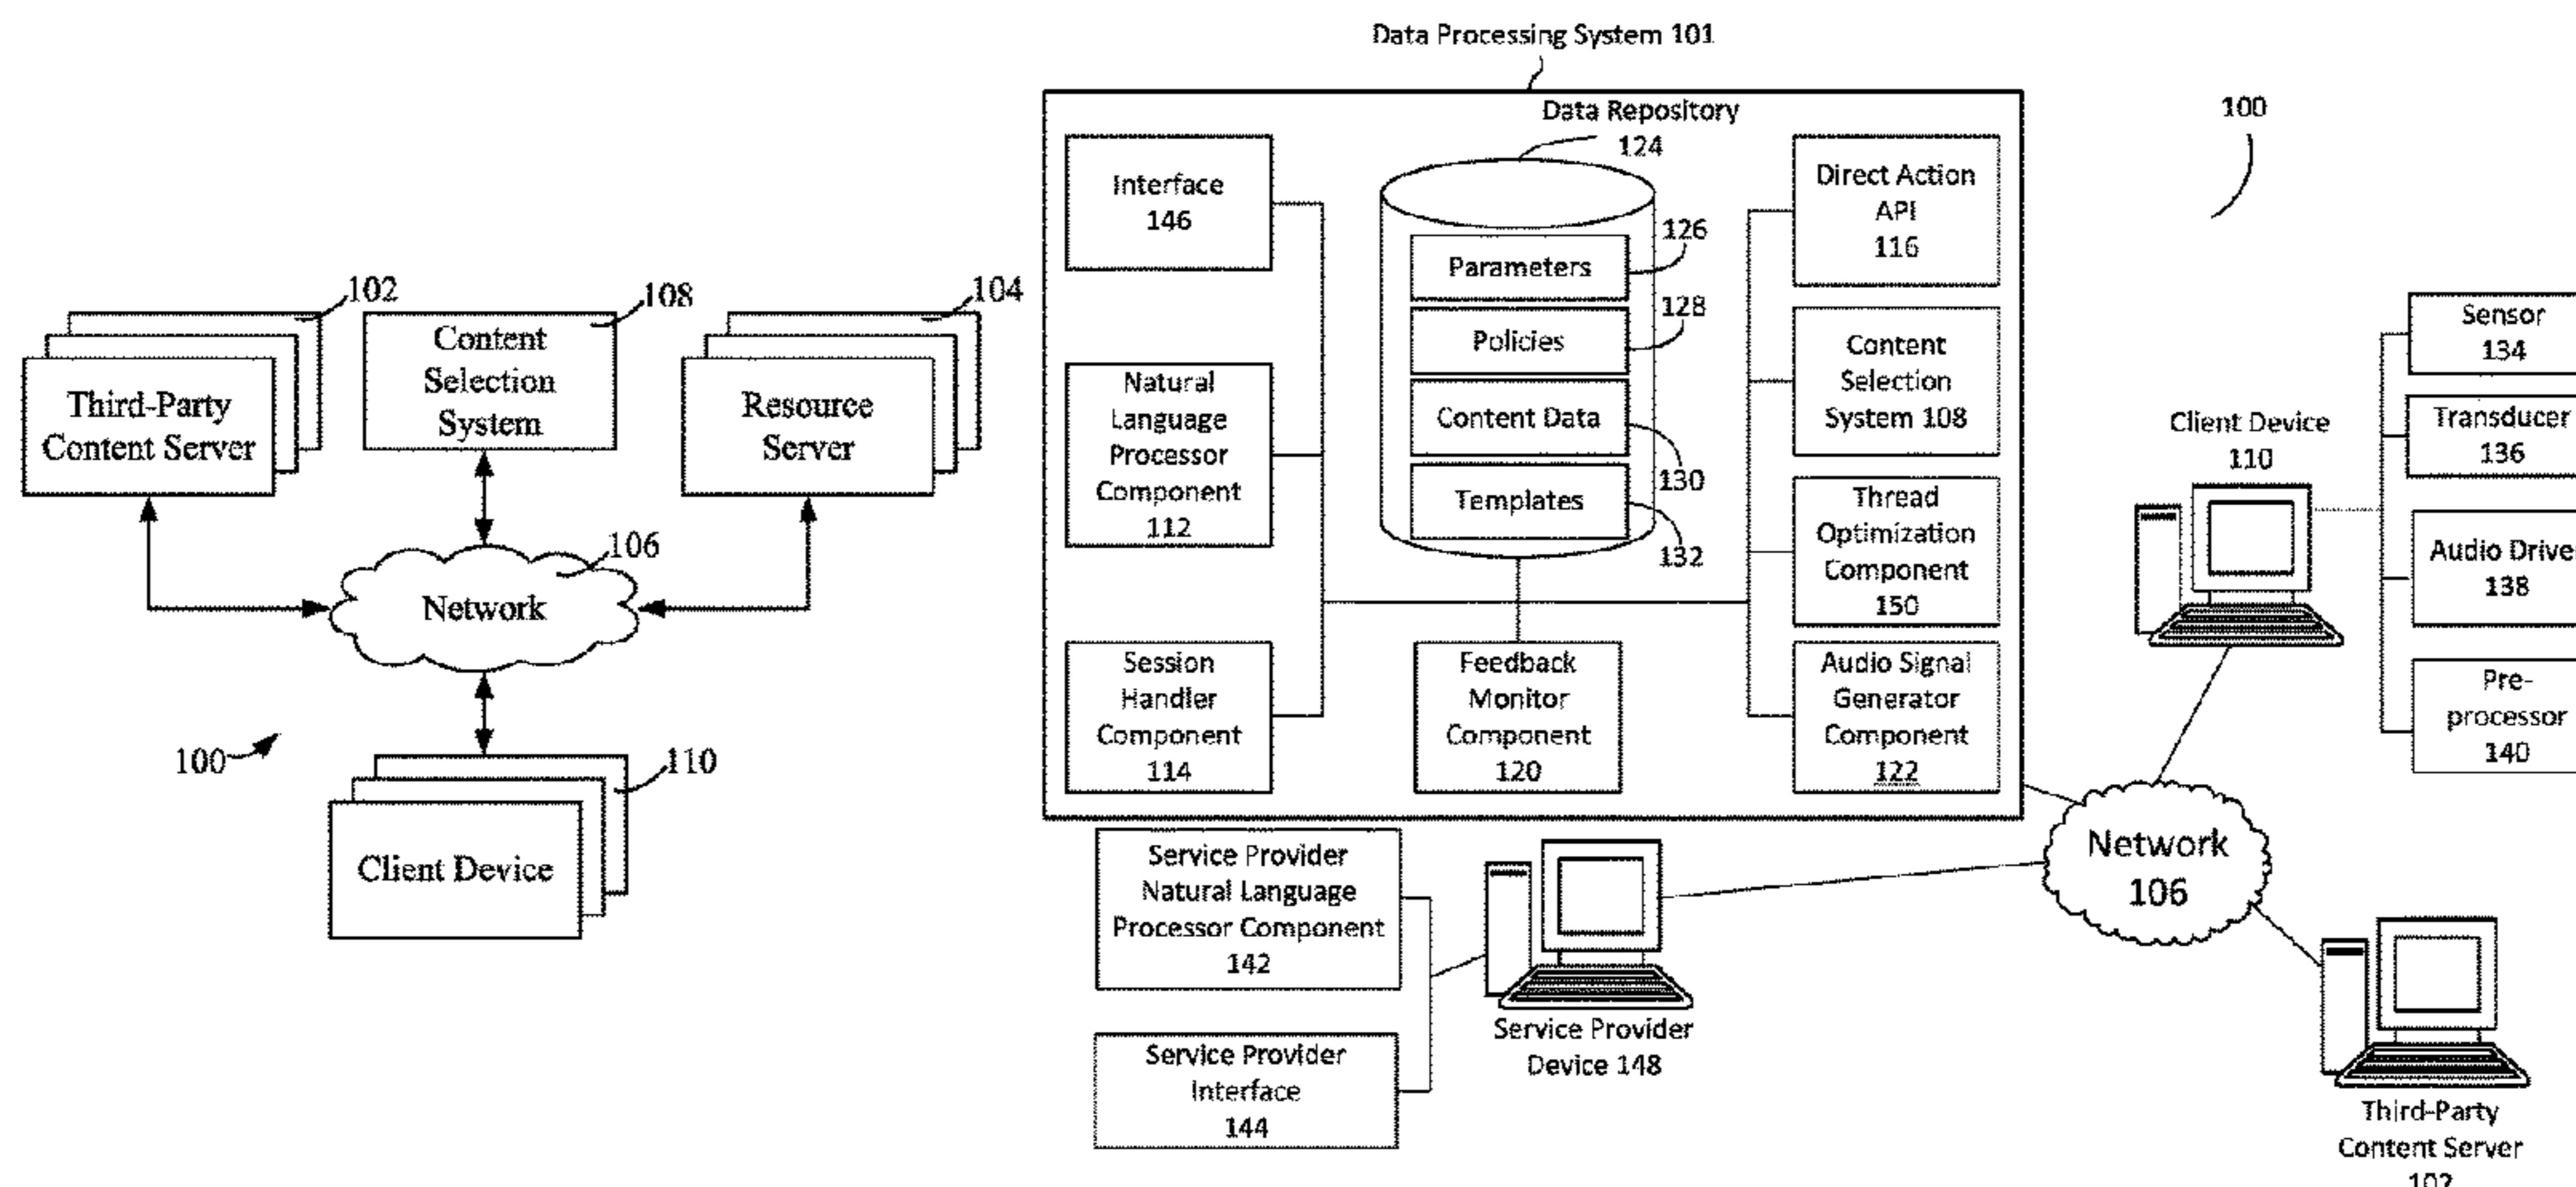 102
108
104
Third-Party
Content Server
Content
Selection
System
Resource
Server
106
Network
100
110
Client Device
Data Processing System 101
Data Repository
124
Interface
146
Natural
Language
Processor
Component
112
Session
Handler
Component
114
Parameters
126
Policies
128
Content Data
130
Templates
132
Feedback
Monitor
Component
120
Direct Action
API
116
Content
Selection
System 108
Thread
Optimization
Component
150
Audio Signal
Generator
Component
122
100
Client Device
110
Sensor
134
Transducer
136
Audio Drive
138
Pre-
processor
140
Network
106
Service Provider
Natural Language
Processor Component
142
Service Provider
Interface
144
Service Provider
Device 148
Third-Party
Content Server
102